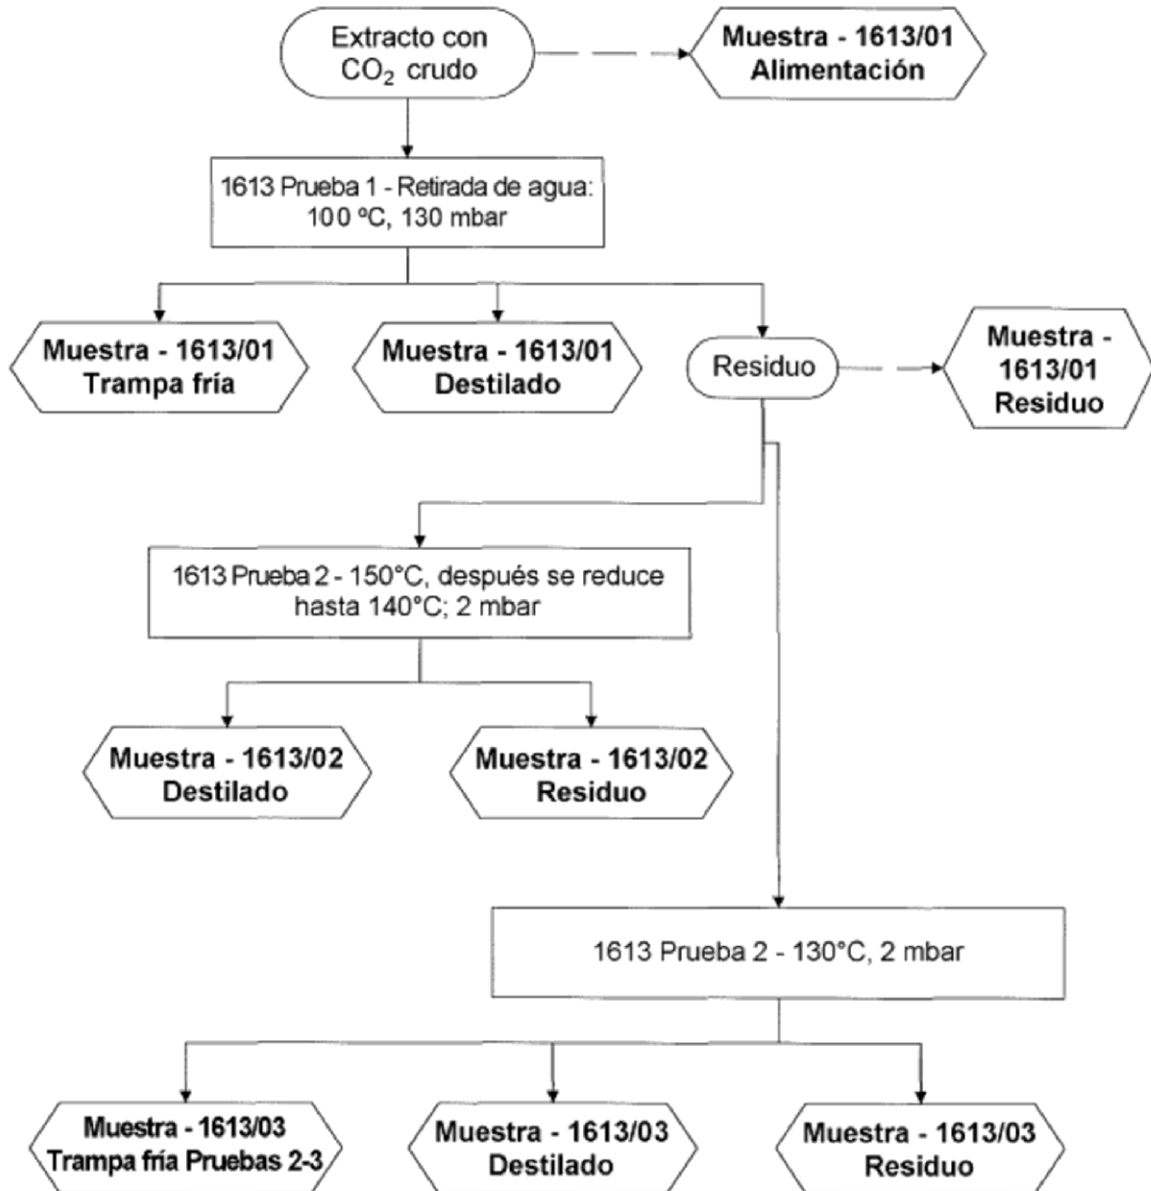 Extracto con
CO₂ crudo
Muestra - 1613/01
Alimentación
1613 Prueba 1 - Retirada de agua:
100 ºC, 130 mbar
Muestra - 1613/01
Trampa fría
Muestra - 1613/01
Destilado
Residuo
Muestra -
1613/01
Residuo
1613 Prueba 2 - 150°C, después se reduce
hasta 140°C; 2 mbar
Muestra - 1613/02
Destilado
Muestra - 1613/02
Residuo
1613 Prueba 2 - 130°C, 2 mbar
Muestra - 1613/03
Trampa fría Pruebas 2-3
Muestra - 1613/03
Destilado
Muestra - 1613/03
Residuo